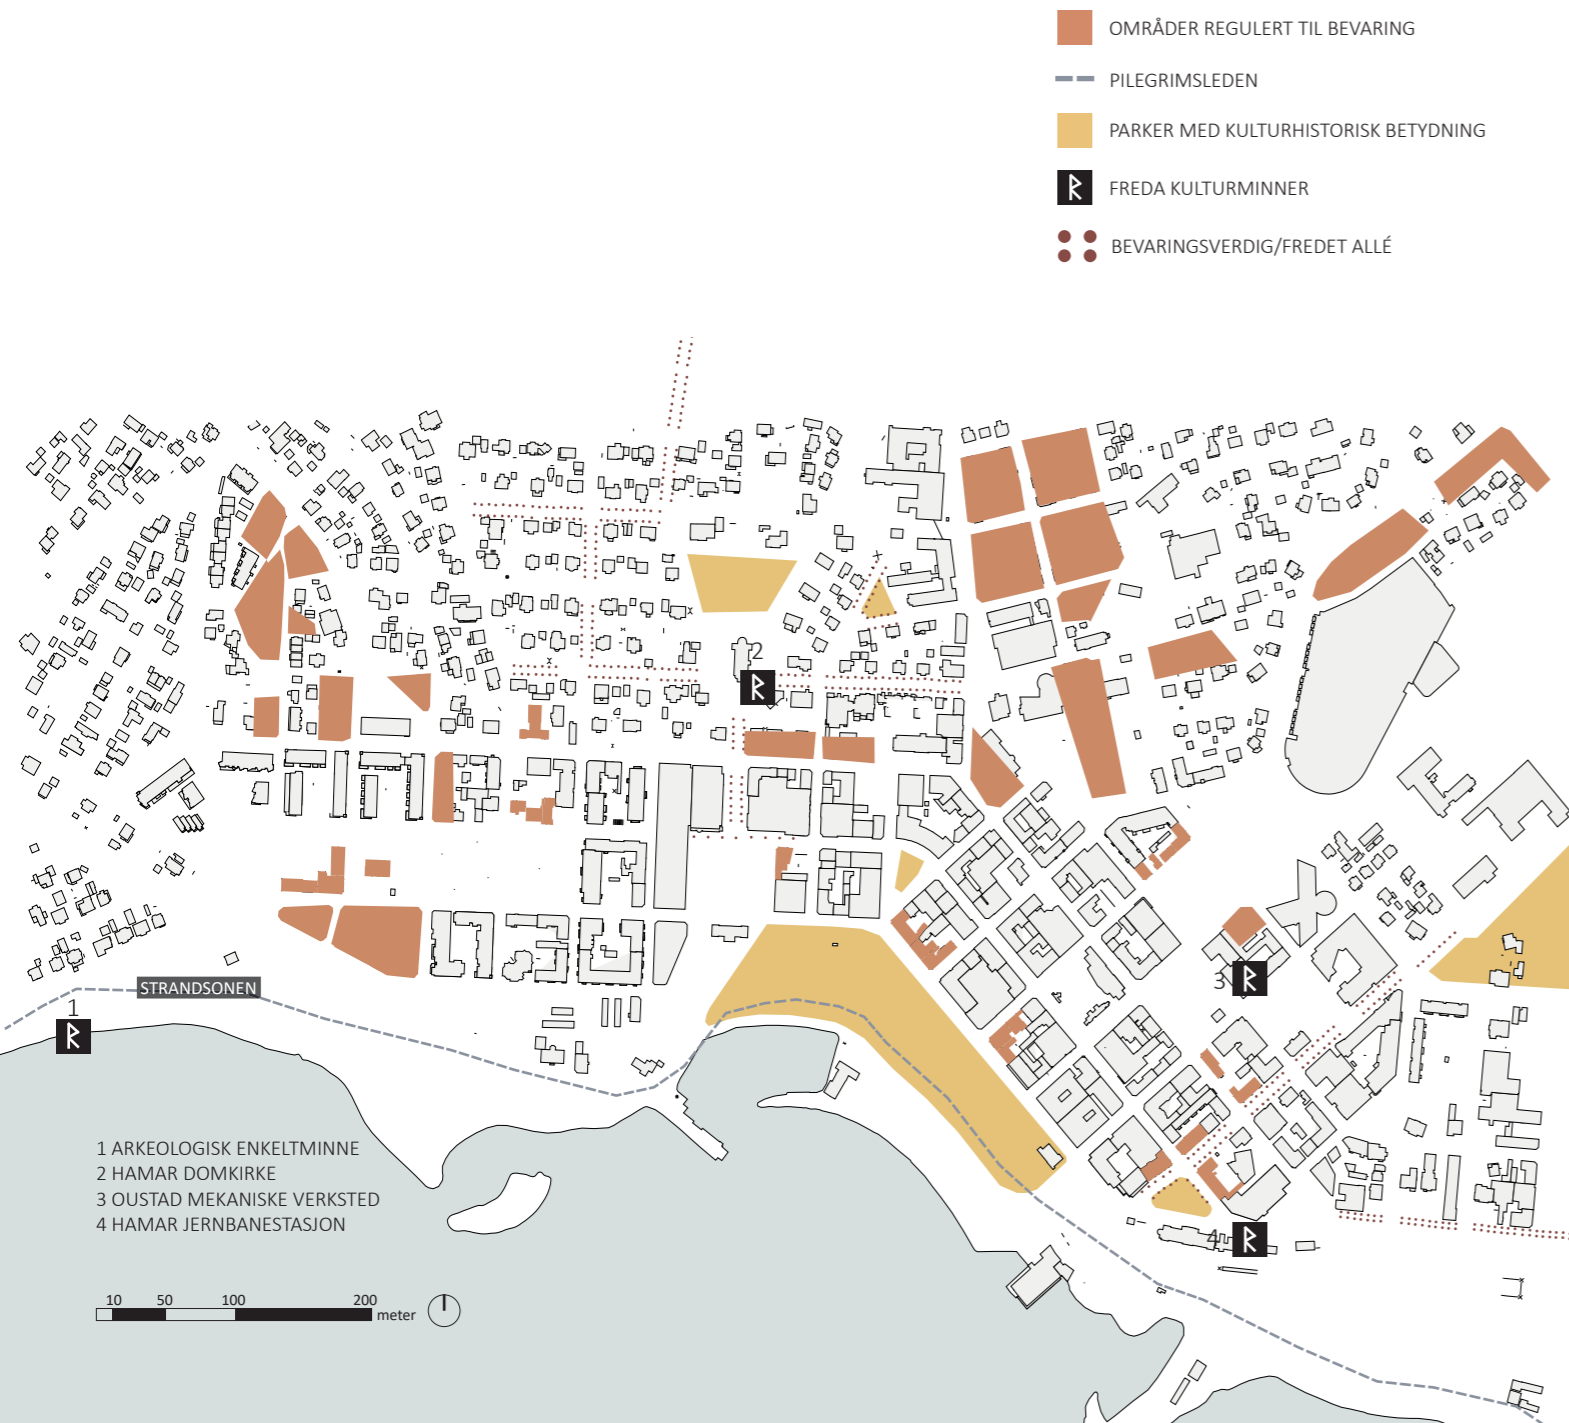 OMRÅDER REGULERT TIL BEVARING
PILEGRIMSLEDEN
PARKER MED KULTURHISTORISK BETYDNING
FREDA KULTURMINNER
BEVARINGSVERDIG/FREDET ALLÉ
2
3
STRANDSONEN
1
4
1 ARKEOLOGISK ENKELTMINNE
2 HAMAR DOMKIRKE
3 OUSTAD MEKANISKE VERKSTED
4 HAMAR JERNBANESTASJON
10 50 100 200
meter